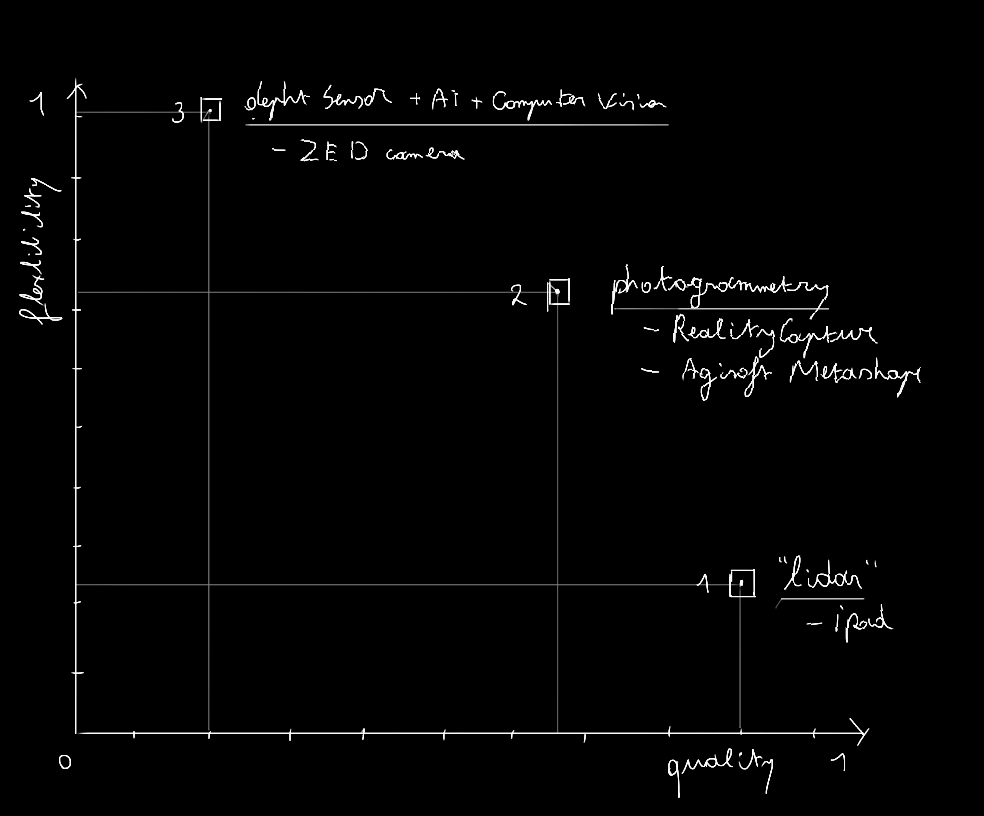 1
3 depht Sensor + AI + Computer Vision
- ZED camera
flexibility
2 photogrammetry
- RealityCapture
- Agisoft Metashape
1 "lidar"
- ipad
0 quality 1